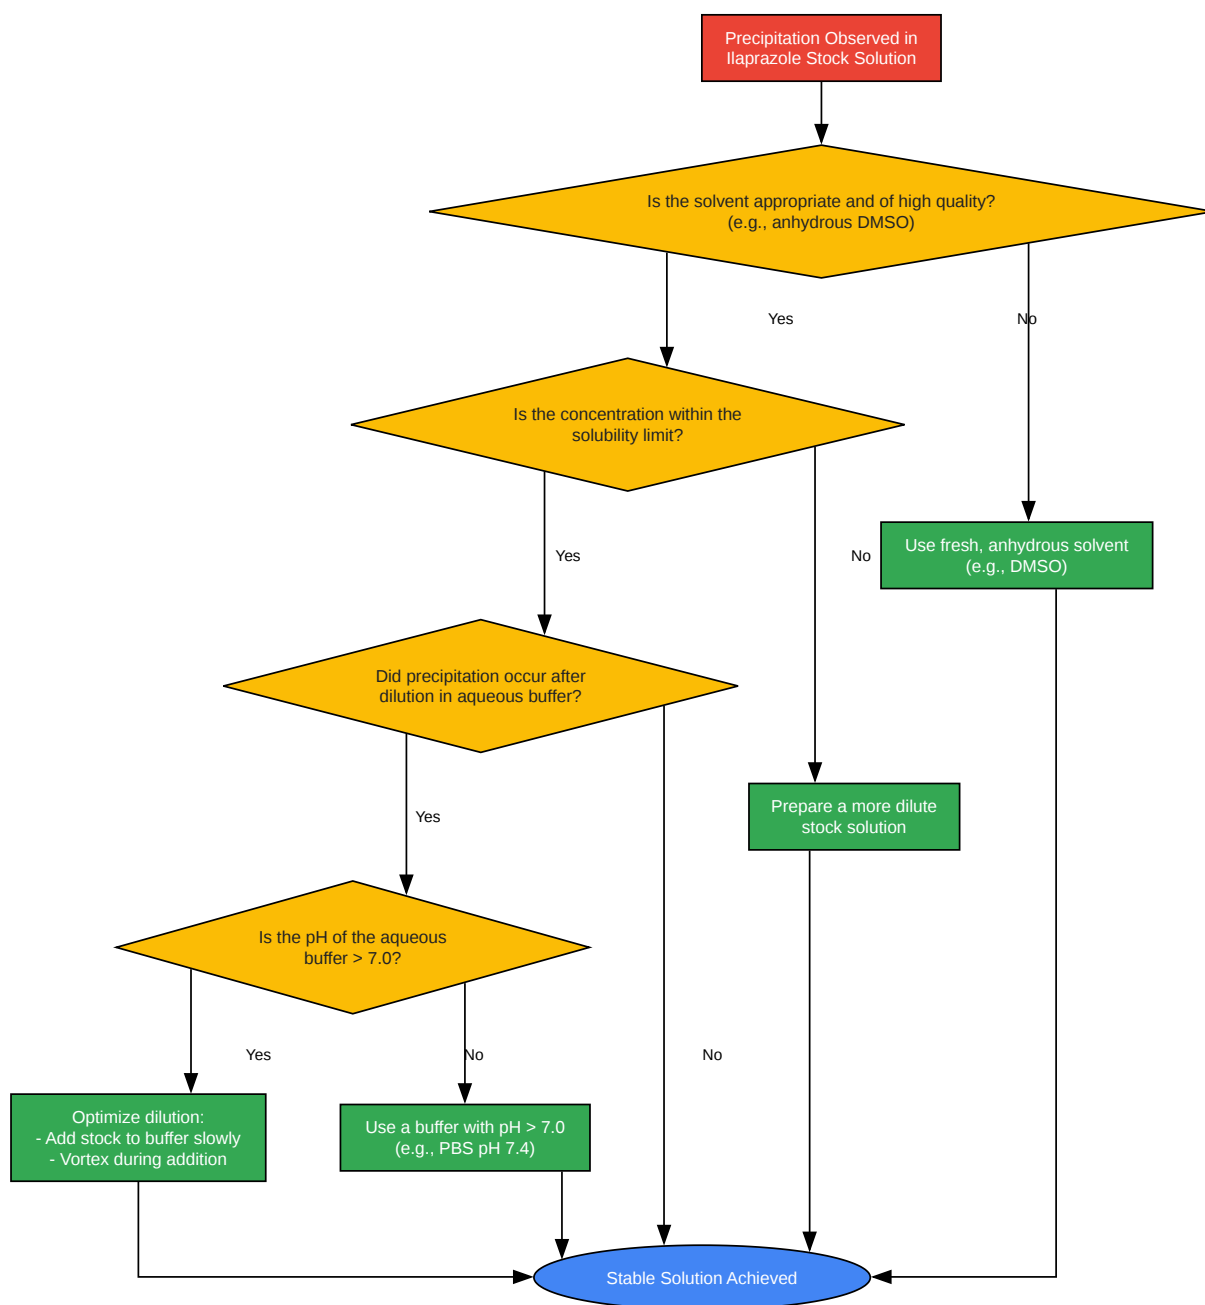 Precipitation Observed in
Ilaprazole Stock Solution
Is the solvent appropriate and of high quality?
(e.g., anhydrous DMSO)
Yes
No
Is the concentration within the
solubility limit?
Yes
No
Use fresh, anhydrous solvent
(e.g., DMSO)
Did precipitation occur after
dilution in aqueous buffer?
Yes
Prepare a more dilute
stock solution
Is the pH of the aqueous
buffer > 7.0?
Yes
No
No
Optimize dilution:
- Add stock to buffer slowly
- Vortex during addition
Use a buffer with pH > 7.0
(e.g., PBS pH 7.4)
Stable Solution Achieved